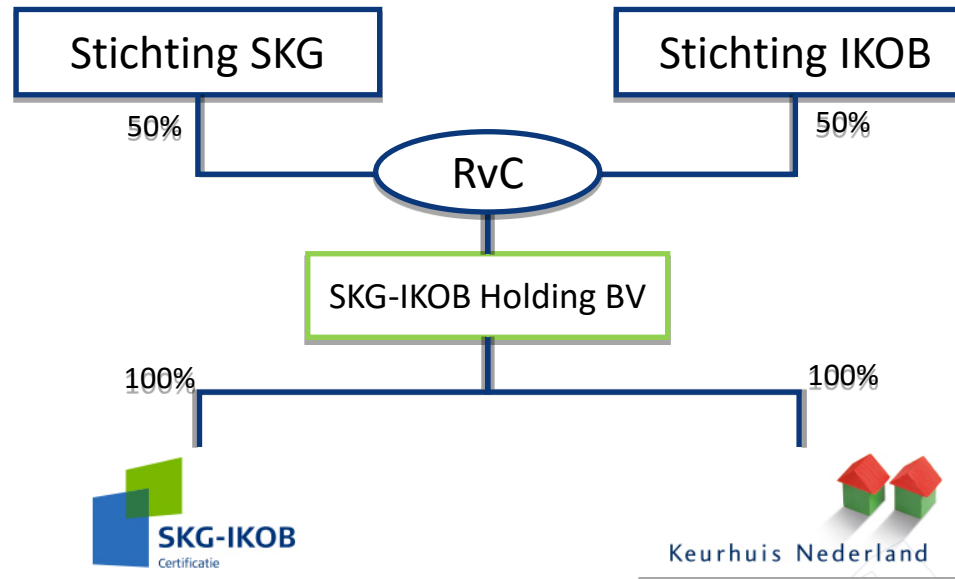 Stichting SKG
Stichting IKOB
50%
50%
RvC
SKG-IKOB Holding BV
100%
100%
SKG-IKOB
Certificatie
Keurhuis Nederland